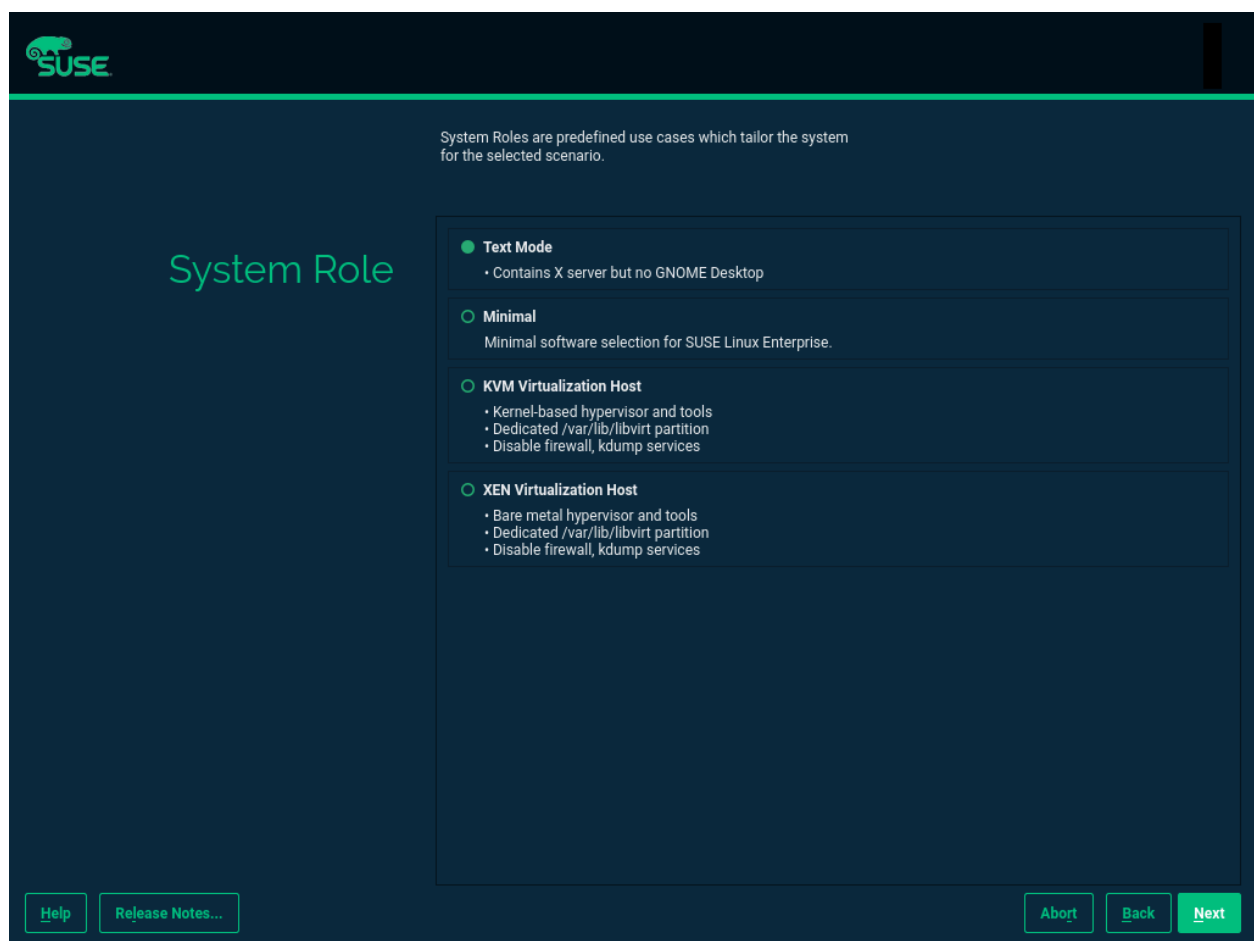 SUSE
System Roles are predefined use cases which tailor the system
for the selected scenario.
System Role
Text Mode
• Contains X server but no GNOME Desktop
Minimal
Minimal software selection for SUSE Linux Enterprise.
KVM Virtualization Host
• Kernel-based hypervisor and tools
• Dedicated /var/lib/libvirt partition
• Disable firewall, kdump services
XEN Virtualization Host
• Bare metal hypervisor and tools
• Dedicated /var/lib/libvirt partition
• Disable firewall, kdump services
Help Release Notes... Abort Back Next